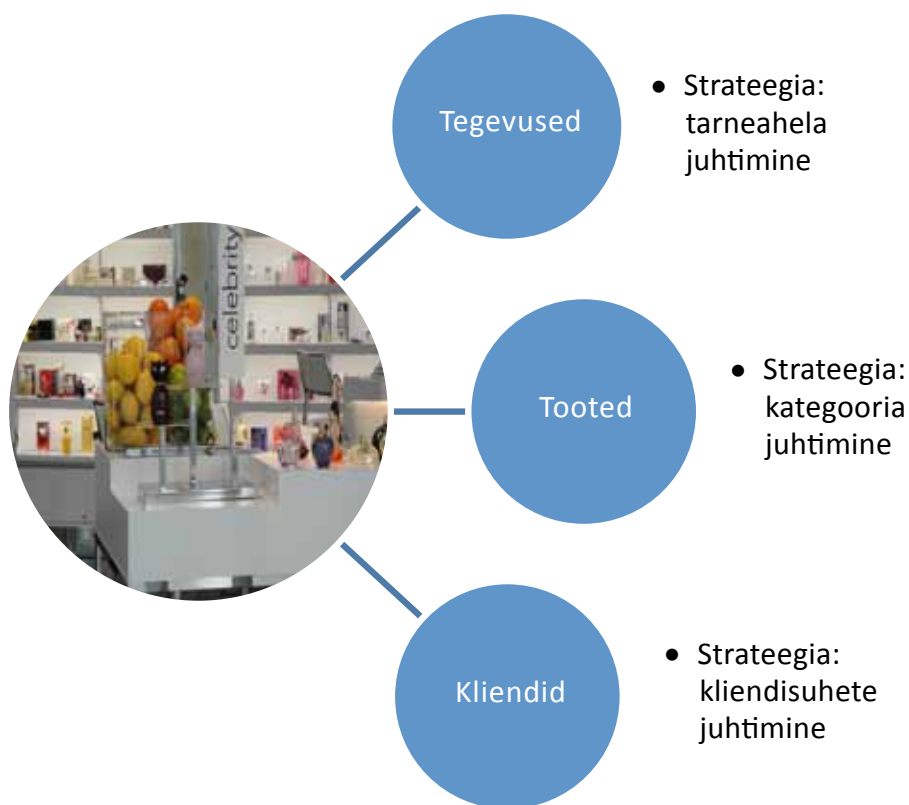 Tegevused
● Strateegia:
tarneahela
juhtimine
celebrity
Tooted
● Strateegia:
kategooria
juhtimine
Kliendid
● Strateegia:
kliendisuhete
juhtimine